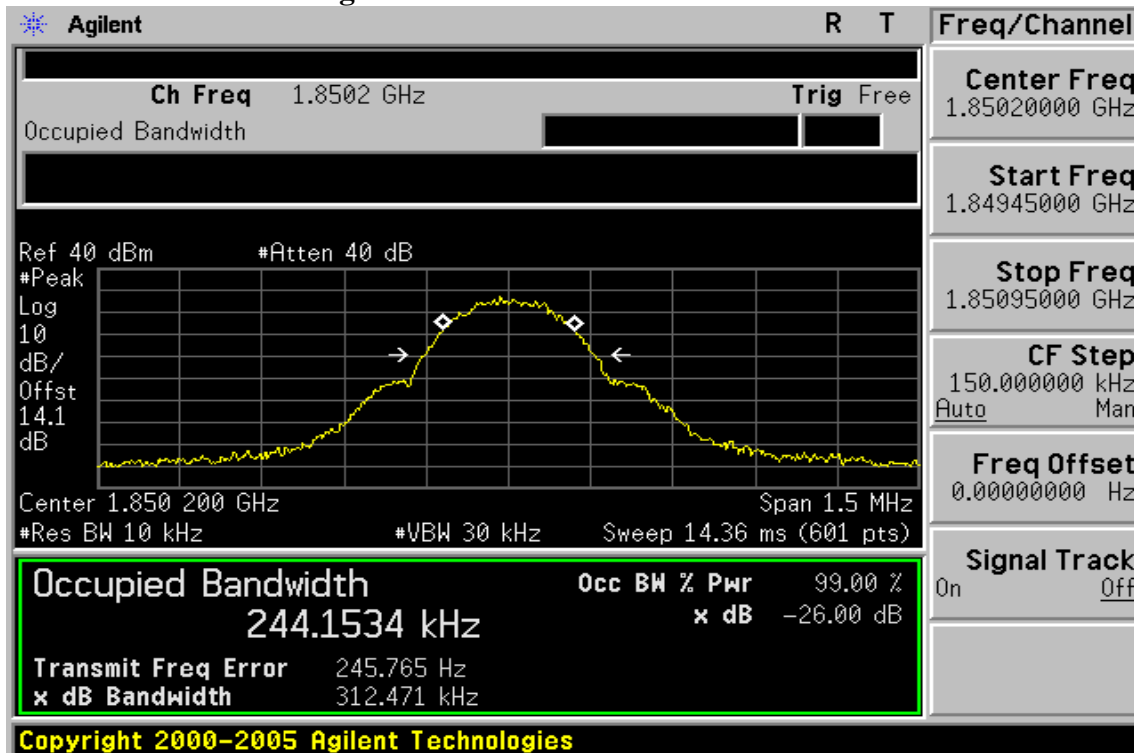 Agilent R T
Freq/Channel
Ch Freq 1.8502 GHz Trig Free
Occupied Bandwidth
Center Freq
1.85020000 GHz
Start Freq
1.84945000 GHz
Stop Freq
1.85095000 GHz
CF Step
150.000000 kHz
Auto Man
Freq Offset
0.00000000 Hz
Signal Track
On Off
Ref 40 dBm #Atten 40 dB
#Peak
Log
10
dB/
Offst
14.1
dB
Center 1.850 200 GHz Span 1.5 MHz
#Res BW 10 kHz #VBW 30 kHz Sweep 14.36 ms (601 pts)
Occupied Bandwidth Occ BW % Pwr 99.00 %
244.1534 kHz x dB -26.00 dB
Transmit Freq Error 245.765 Hz
x dB Bandwidth 312.471 kHz
Copyright 2000-2005 Agilent Technologies